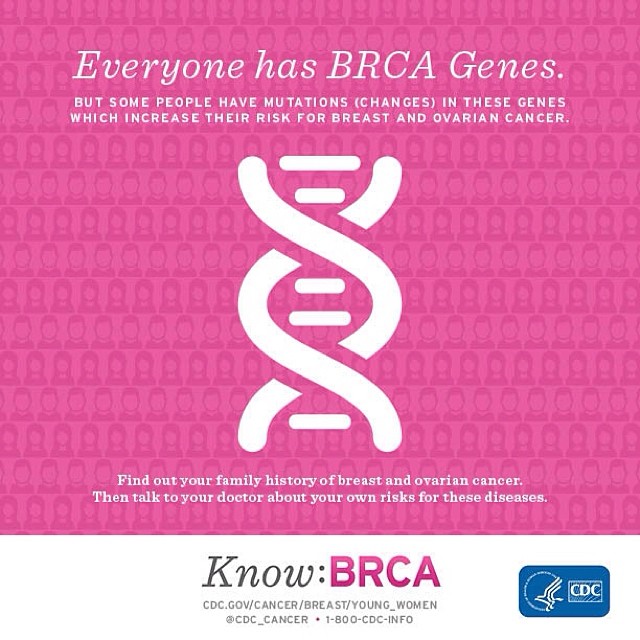 Everyone has BRCA Genes.
BUT SOME PEOPLE HAVE MUTATIONS (CHANGES) IN THESE GENES
WHICH INCREASE THEIR RISK FOR BREAST AND OVARIAN CANCER.
Find out your family history of breast and ovarian cancer.
Then talk to your doctor about your own risks for these diseases.
Know:BRCA
CDC.GOV/CANCER/BREAST/YOUNG_WOMEN
@CDC_CANCER • 1-800-CDC-INFO
CDC